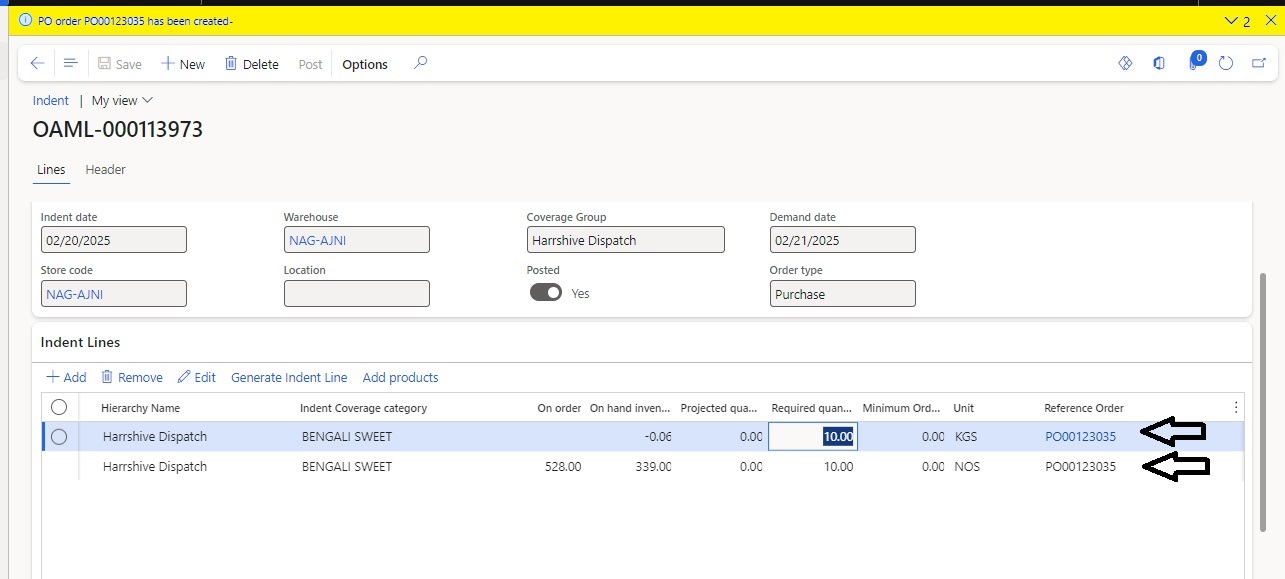 PO order PO00123035 has been created-
2
Save New Delete Post Options 0
Indent | My view
OAML-000113973
Lines Header
Indent date Warehouse Coverage Group Demand date
02/20/2025 NAG-AJNI Harrshive Dispatch 02/21/2025
Store code Location Posted Order type
NAG-AJNI Yes Purchase
Indent Lines
Add Remove Edit Generate Indent Line Add products
Hierarchy Name Indent Coverage category On order On hand inven... Projected qua... Required quan... Minimum Ord... Unit Reference Order
Harrshive Dispatch BENGALI SWEET -0.06 0.00 10.00 0.00 KGS PO00123035
Harrshive Dispatch BENGALI SWEET 528.00 339.00 0.00 10.00 0.00 NOS PO00123035